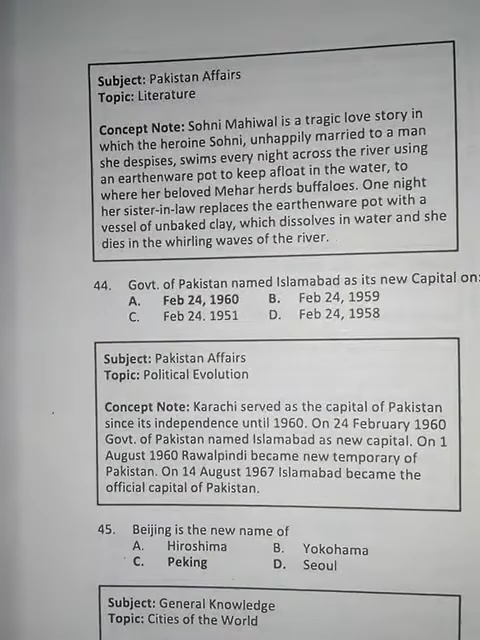 Subject: Pakistan Affairs
Topic: Literature
Concept Note: Sohni Mahiwal is a tragic love story in
which the heroine Sohni, unhappily married to a man
she despises, swims every night across the river using
an earthenware pot to keep afloat in the water, to
where her beloved Mehar herds buffaloes. One night
her sister-in-law replaces the earthenware pot with a
vessel of unbaked clay, which dissolves in water and she
dies in the whirling waves of the river.
44. Govt. of Pakistan named Islamabad as its new Capital on:
A. Feb 24, 1960 B. Feb 24, 1959
C. Feb 24. 1951 D. Feb 24, 1958
Subject: Pakistan Affairs
Topic: Political Evolution
Concept Note: Karachi served as the capital of Pakistan
since its independence until 1960. On 24 February 1960
Govt. of Pakistan named Islamabad as new capital. On 1
August 1960 Rawalpindi became new temporary of
Pakistan. On 14 August 1967 Islamabad became the
official capital of Pakistan.
45. Beijing is the new name of
A. Hiroshima B. Yokohama
C. Peking D. Seoul
Subject: General Knowledge
Topic: Cities of the World